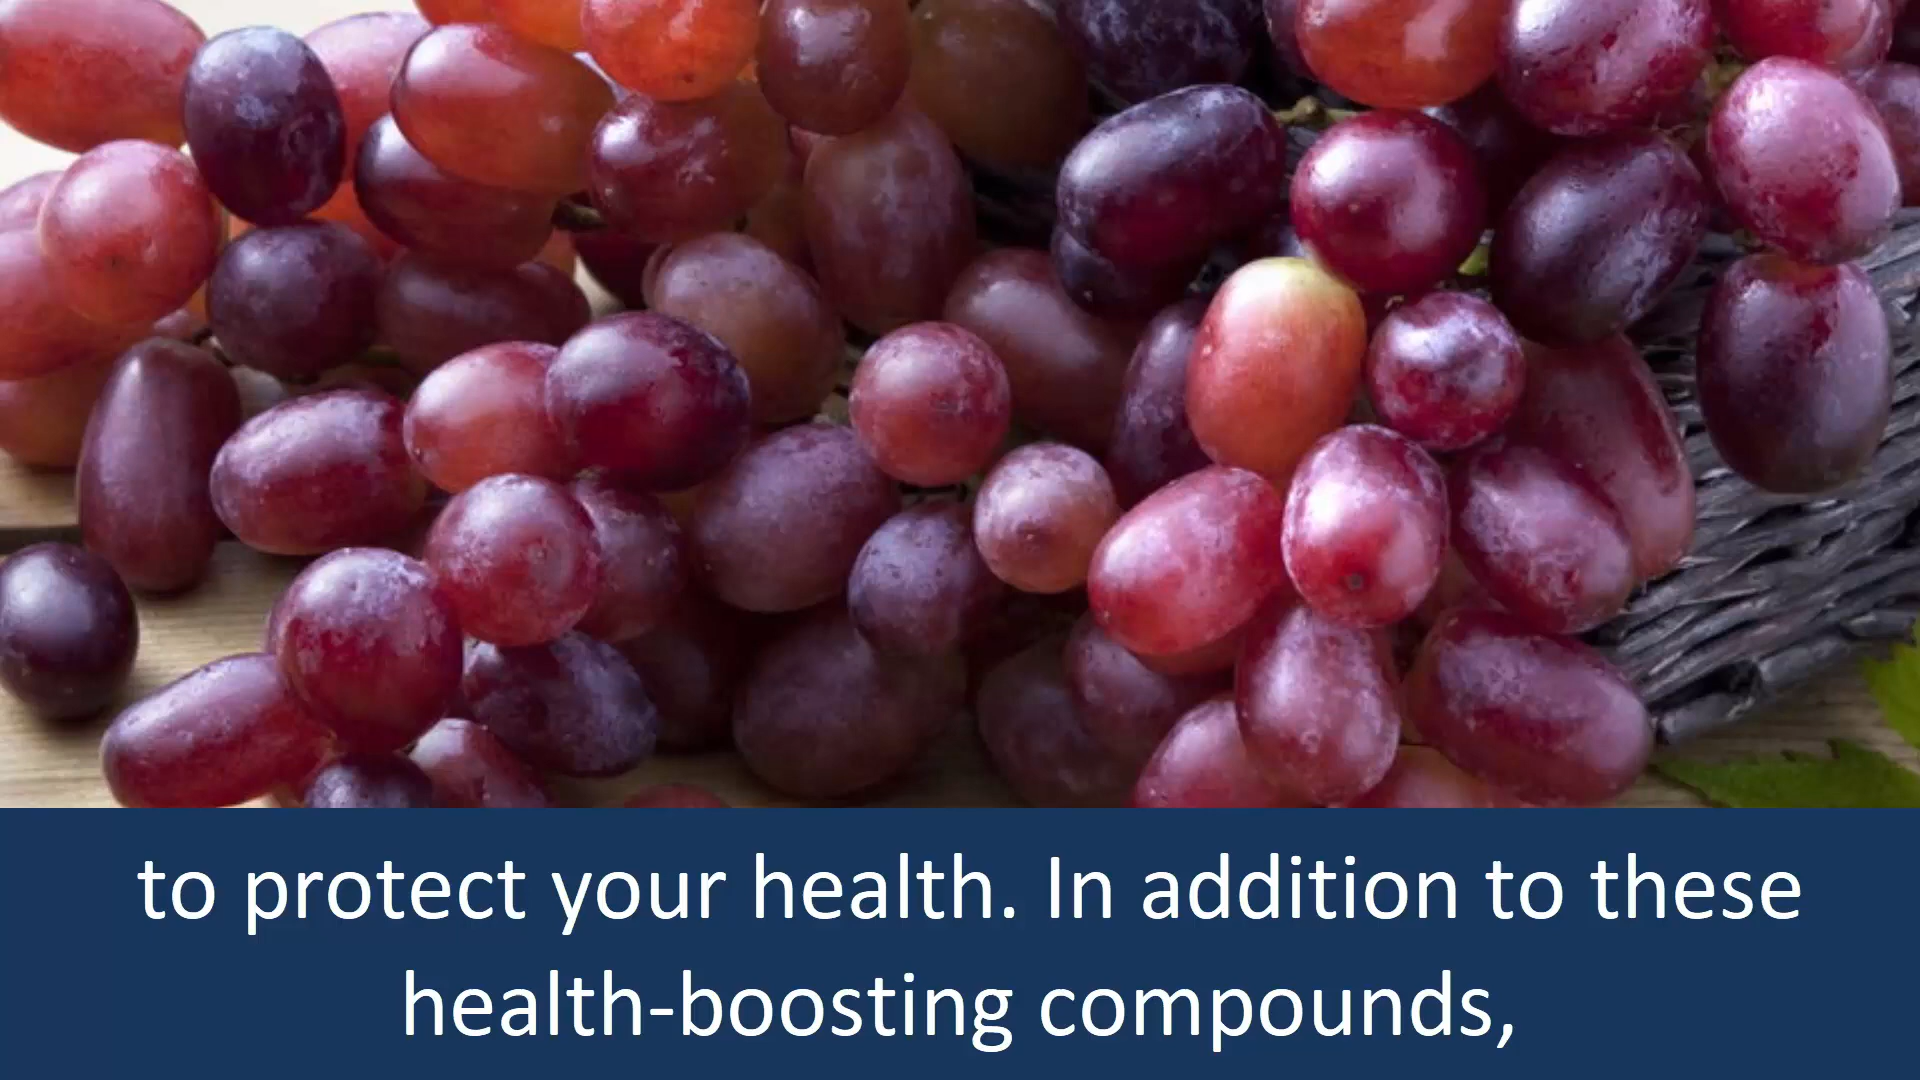 to protect your health. In addition to these
health-boosting compounds,